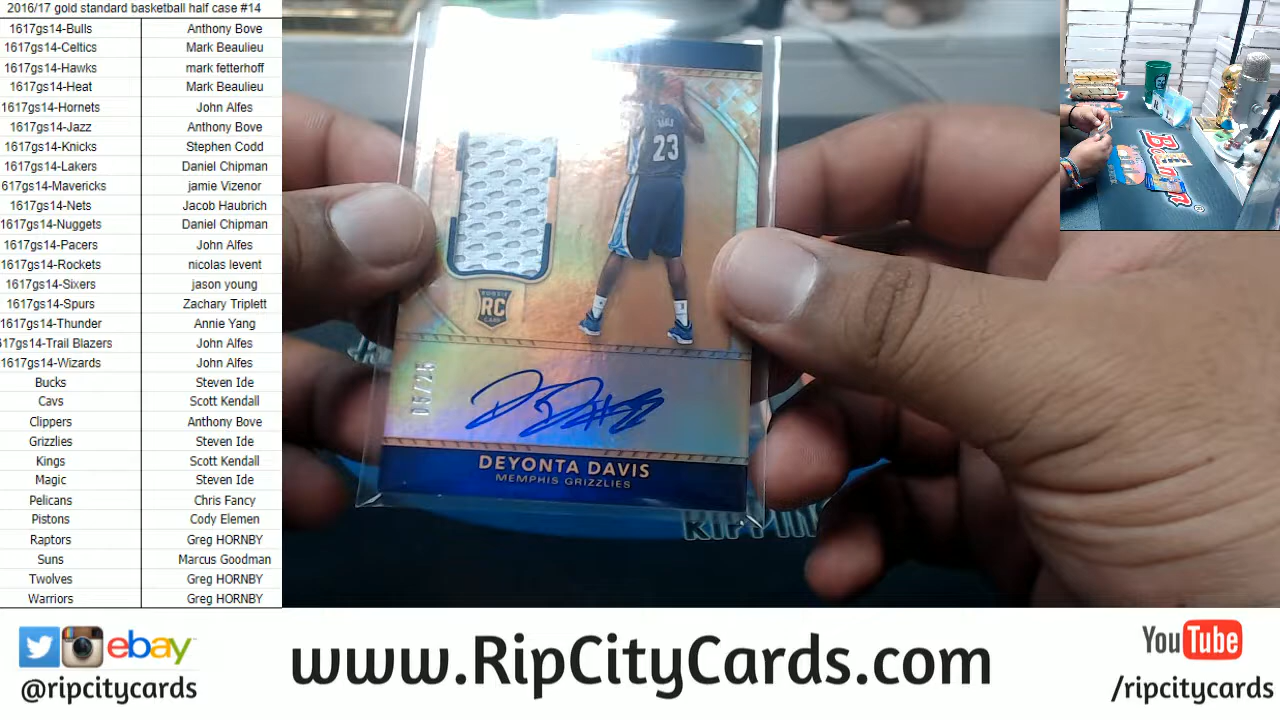 2016/17 gold standard basketball half case #14
1617gs14-Bulls Anthony Bove
1617gs14-Celtics Mark Beaulieu
1617gs14-Hawks mark fetterhoff
1617gs14-Heat Mark Beaulieu
1617gs14-Hornets John Alfes
1617gs14-Jazz Anthony Bove
1617gs14-Knicks Stephen Codd
1617gs14-Lakers Daniel Chipman
1617gs14-Mavericks jamie Vizenor
1617gs14-Nets Jacob Haubrich
1617gs14-Nuggets Daniel Chipman
1617gs14-Pacers John Alfes
1617gs14-Rockets nicolas levent
1617gs14-Sixers jason young
1617gs14-Spurs Zachary Triplett
1617gs14-Thunder Annie Yang
17gs14-Trail Blazers John Alfes
1617gs14-Wizards John Alfes
Bucks Steven Ide
Cavs Scott Kendall
Clippers Anthony Bove
Grizzlies Steven Ide
Kings Scott Kendall
Magic Steven Ide
Pelicans Chris Fancy
Pistons Cody Elemen
Raptors Greg HORNBY
Suns Marcus Goodman
Twolves Greg HORNBY
Warriors Greg HORNBY
23
RC
CARD
05/25
DEYONTA DAVIS
MEMPHIS GRIZZLIES
ebay
@ripcitycards
www.RipCityCards.com
YouTube
/ripcitycards